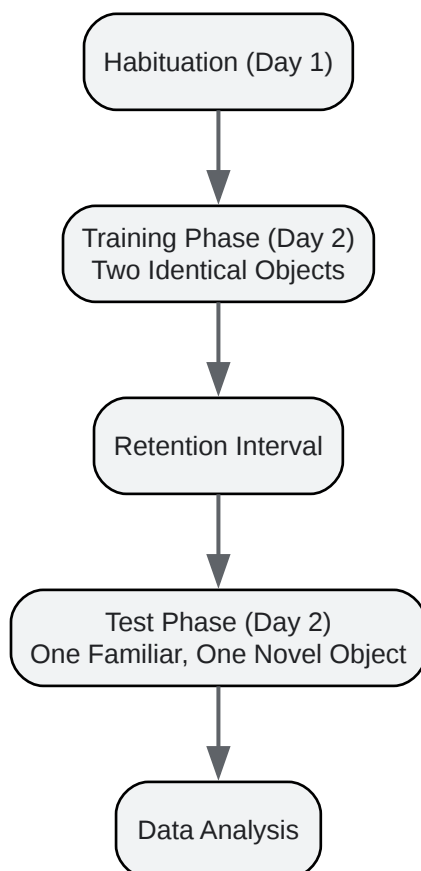 Habituation (Day 1)
Training Phase (Day 2)
Two Identical Objects
Retention Interval
Test Phase (Day 2)
One Familiar, One Novel Object
Data Analysis